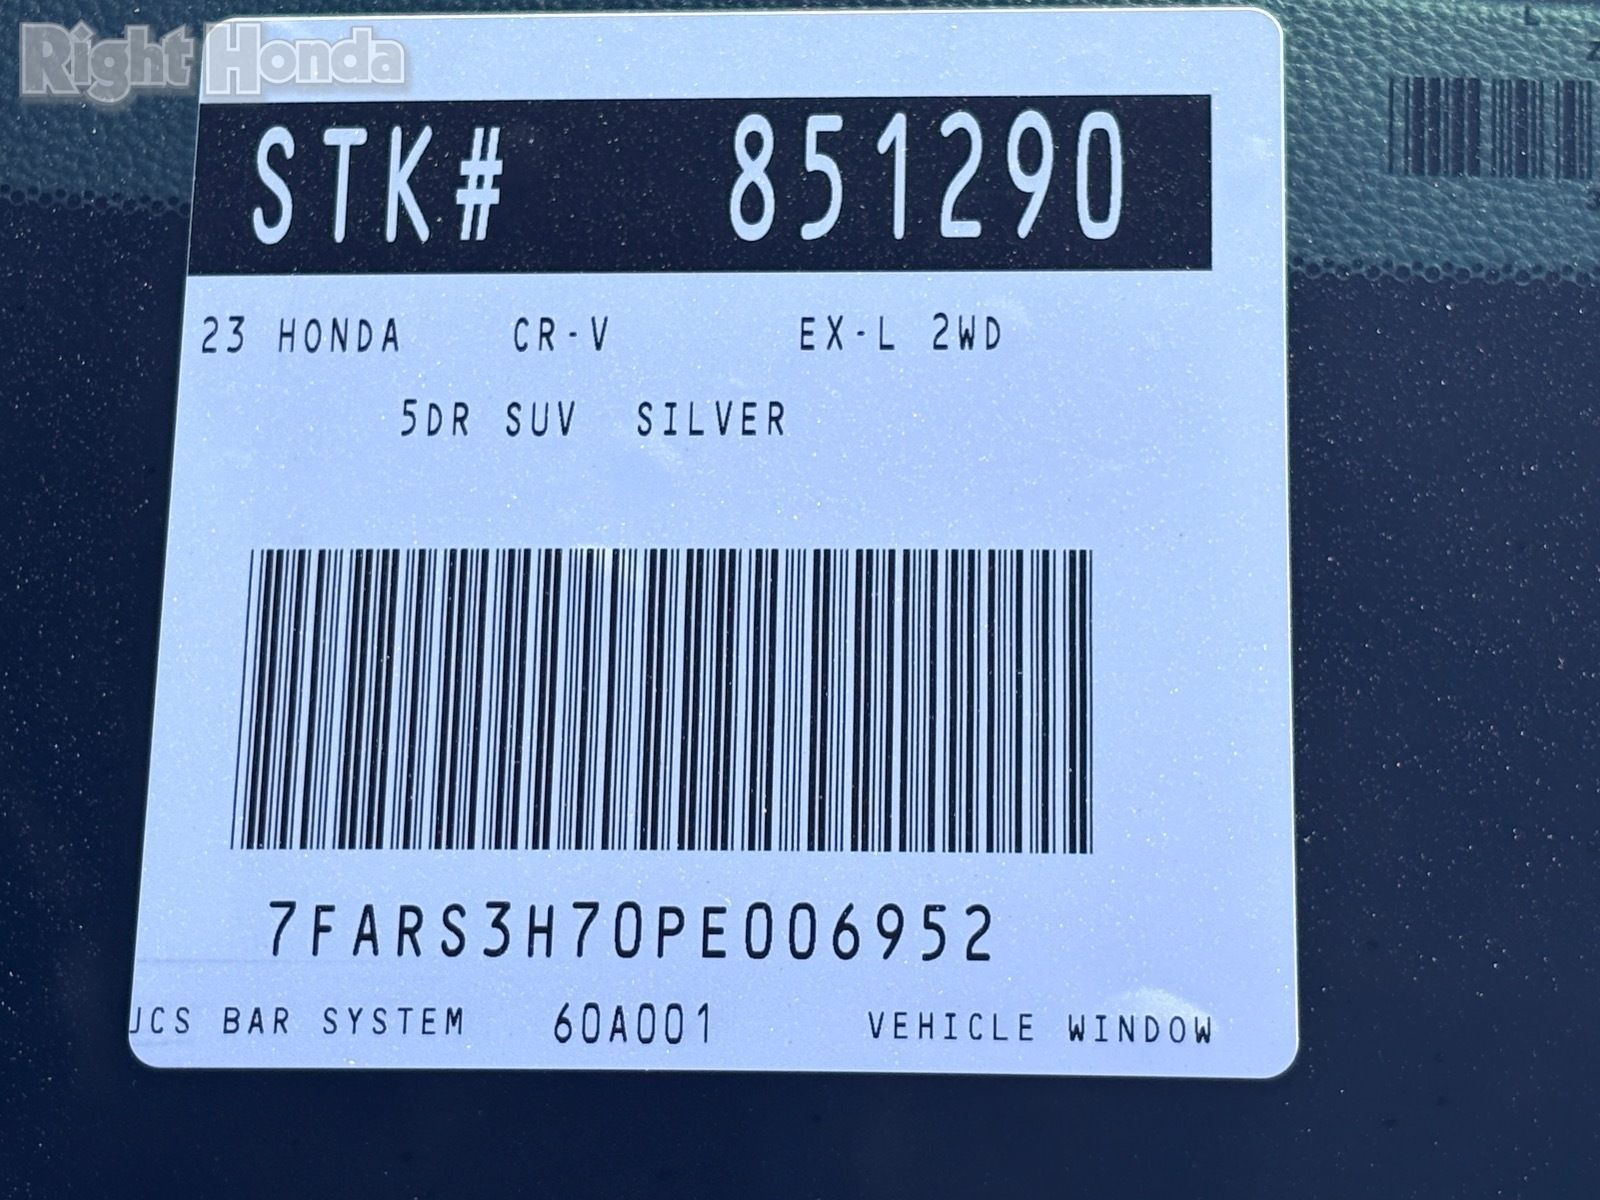 Right Honda
STK# 851290
23 HONDA CR-V EX-L 2WD
5DR SUV SILVER
7FARS3H70PE006952
JCS BAR SYSTEM 60A001 VEHICLE WINDOW